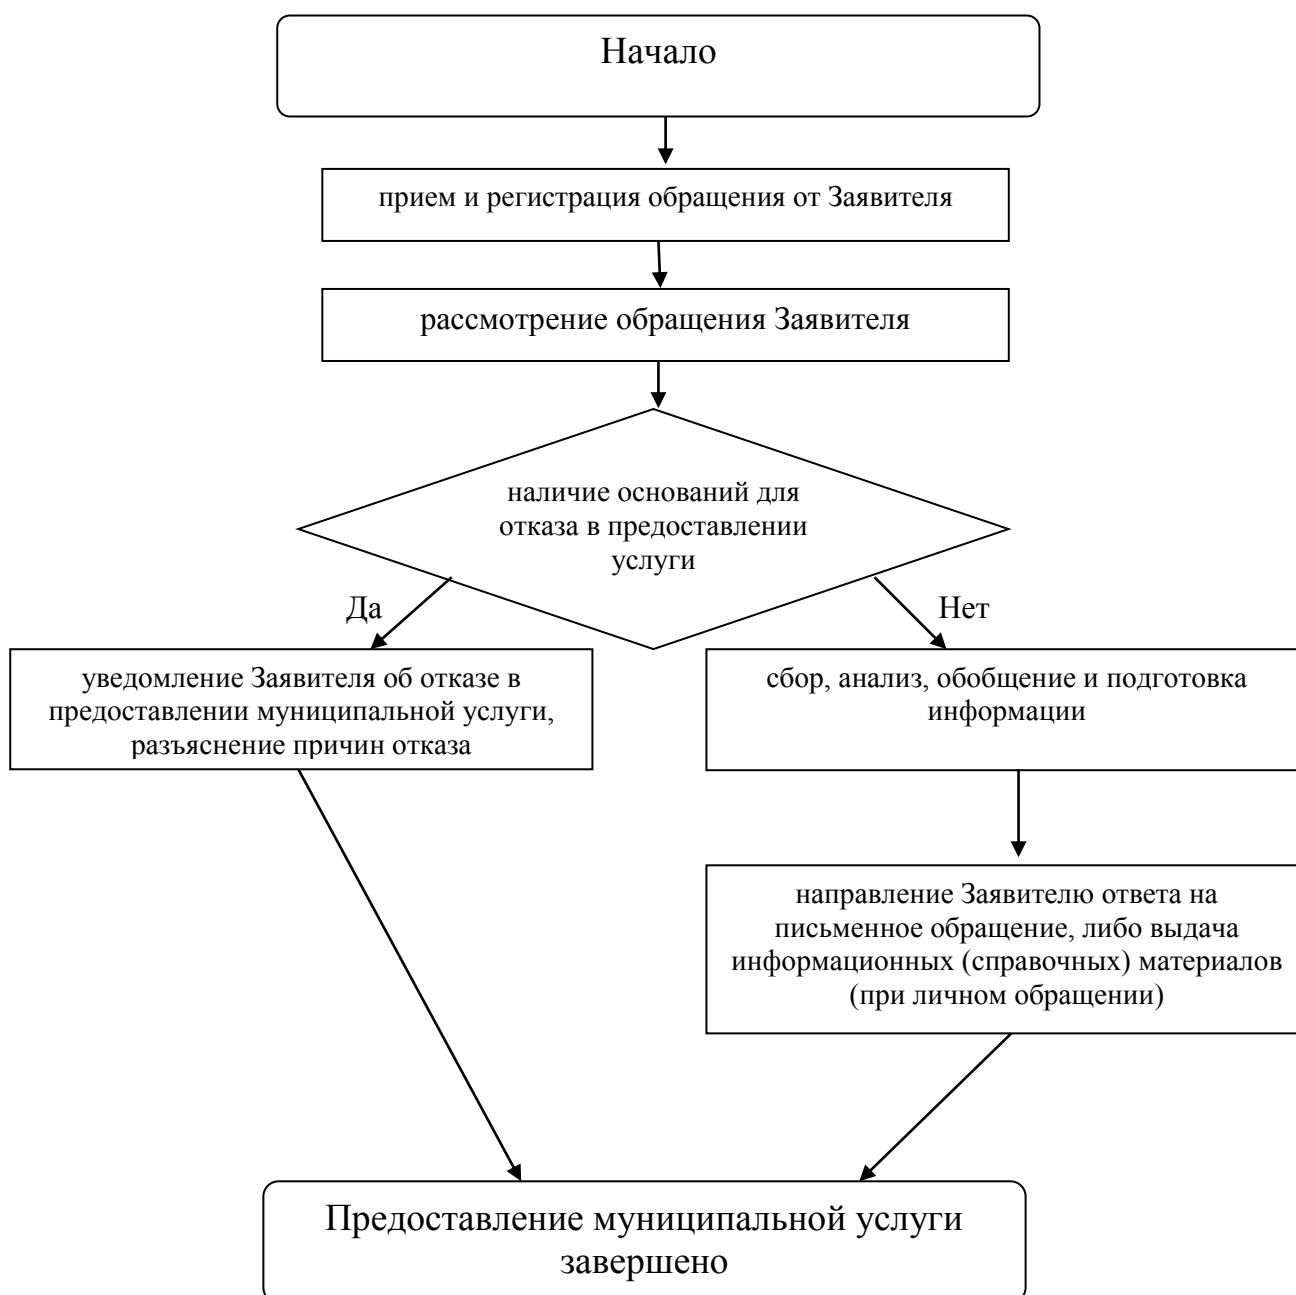 Начало
прием и регистрация обращения от Заявителя
рассмотрение обращения Заявителя
наличие оснований для
отказа в предоставлении
услуги
Да
Нет
уведомление Заявителя об отказе в
предоставлении муниципальной услуги,
разъяснение причин отказа
сбор, анализ, обобщение и подготовка
информации
направление Заявителю ответа на
письменное обращение, либо выдача
информационных (справочных) материалов
(при личном обращении)
Предоставление муниципальной услуги
завершено